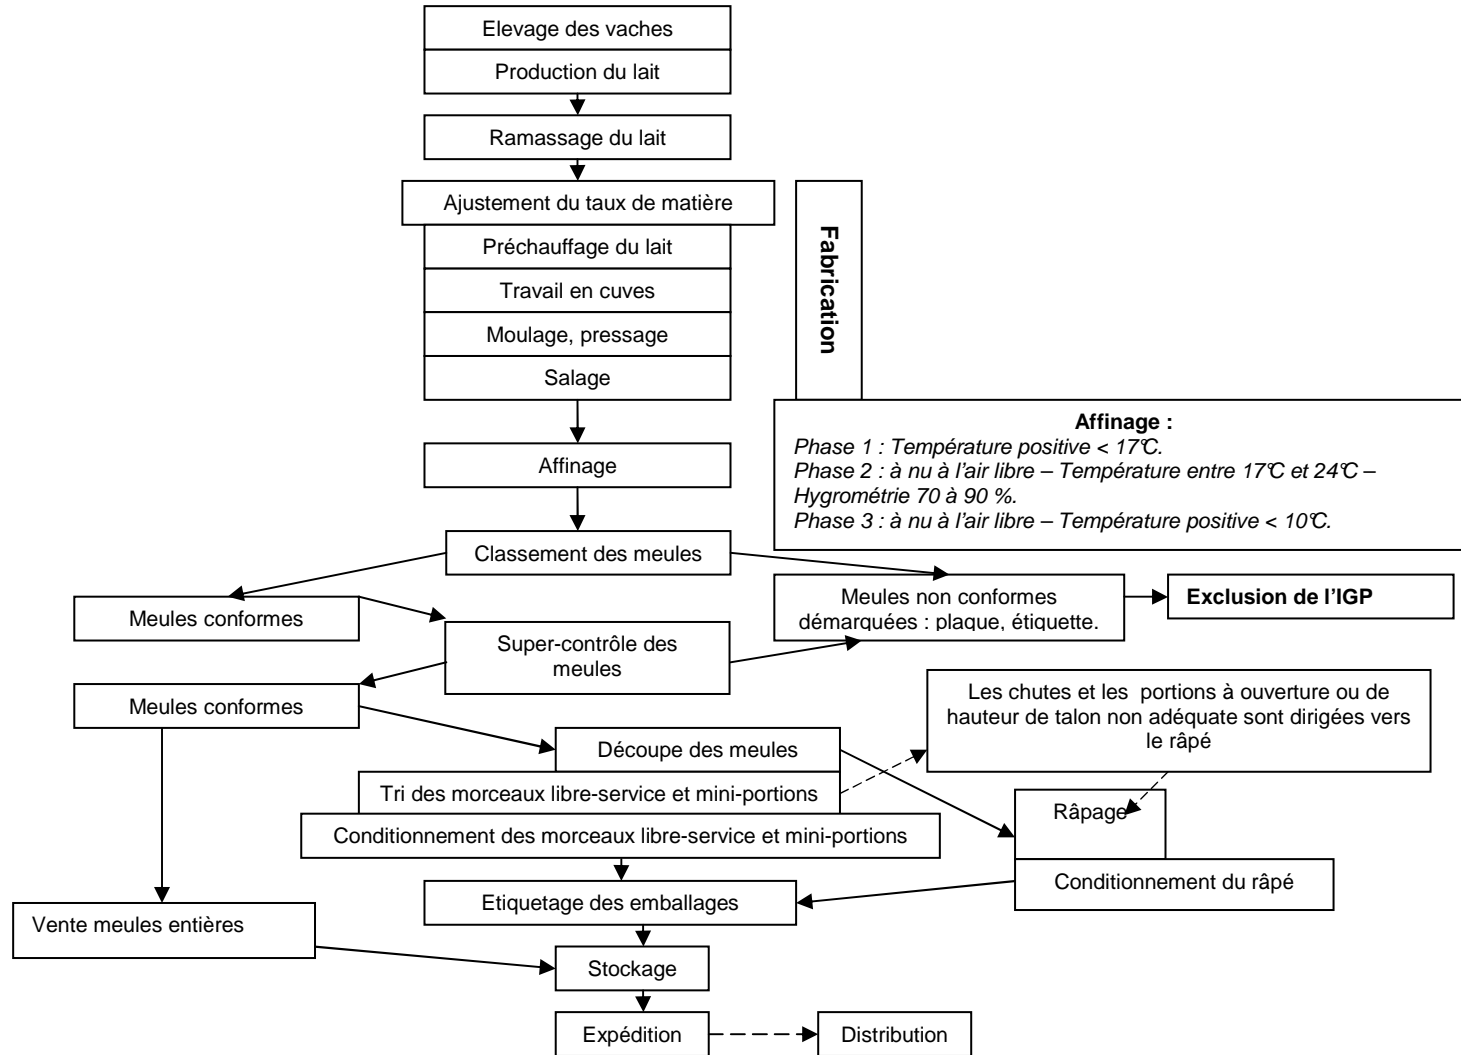 Elevage des vaches
Production du lait
Ramassage du lait
Ajustement du taux de matière
Préchauffage du lait
Travail en cuves
Moulage, pressage
Salage
Fabrication
Affinage
Affinage :
Phase 1 : Température positive < 17°C.
Phase 2 : à nu à l'air libre – Température entre 17°C et 24°C –
Hygrométrie 70 à 90 %.
Phase 3 : à nu à l'air libre – Température positive < 10°C.
Classement des meules
Meules conformes
Meules non conformes
démarquées : plaque, étiquette.
Exclusion de l'IGP
Super-contrôle des
meules
Meules conformes
Les chutes et les portions à ouverture ou de
hauteur de talon non adéquate sont dirigées vers
le râpé
Découpe des meules
Tri des morceaux libre-service et mini-portions
Conditionnement des morceaux libre-service et mini-portions
Râpage
Conditionnement du râpé
Etiquetage des emballages
Vente meules entières
Stockage
Expédition
Distribution